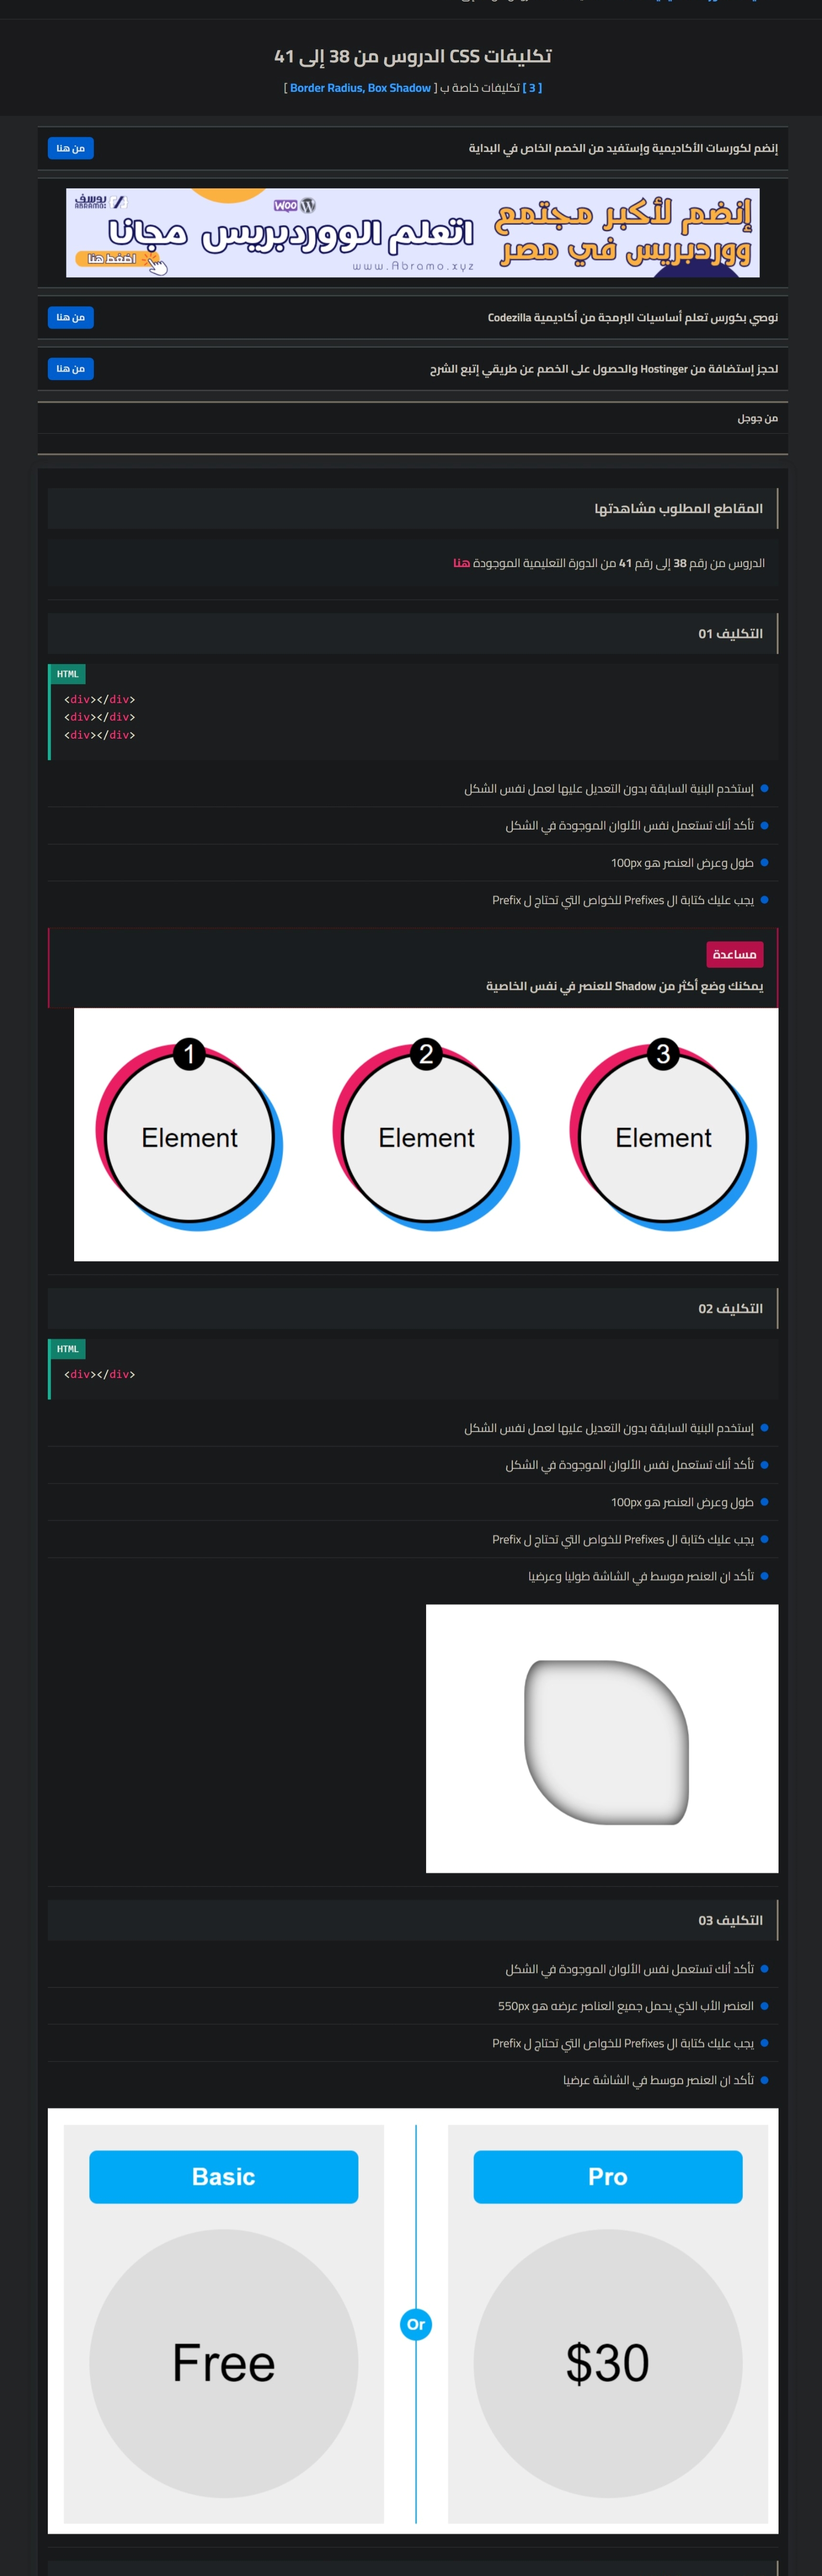 تكليفات CSS الدروس من 38 إلى 41
[ 3 ] تكليفات خاصة ب [ Border Radius, Box Shadow ]
إنضم لكورسات الأكاديمية وإستفيد من الخصم الخاص في البداية
من هنا
يوسف
ABRAMO
WOO
إنضم لأكبر مجتمع
ووردبريس في مصر
اتعلم الووردبريس مجانا
اضغط هنا
www.Abramo.xyz
نوصي بكورس تعلم أساسيات البرمجة من أكاديمية Codezilla
من هنا
لحجز إستضافة من Hostinger والحصول على الخصم عن طريقي إتبع الشرح
من هنا
من جوجل
المقاطع المطلوب مشاهدتها
الدروس من رقم 38 إلى رقم 41 من الدورة التعليمية الموجودة هنا
التكليف 01
HTML
<div></div>
<div></div>
<div></div>
إستخدم البنية السابقة بدون التعديل عليها لعمل نفس الشكل
تأكد أنك تستعمل نفس الألوان الموجودة في الشكل
طول وعرض العنصر هو 100px
يجب عليك كتابة ال Prefixes للخواص التي تحتاج ل Prefix
مساعدة
يمكنك وضع أكثر من Shadow للعنصر في نفس الخاصية
1
2
3
Element
Element
Element
التكليف 02
HTML
<div></div>
إستخدم البنية السابقة بدون التعديل عليها لعمل نفس الشكل
تأكد أنك تستعمل نفس الألوان الموجودة في الشكل
طول وعرض العنصر هو 100px
يجب عليك كتابة ال Prefixes للخواص التي تحتاج ل Prefix
تأكد ان العنصر موسط في الشاشة طوليا وعرضيا
التكليف 03
تأكد أنك تستعمل نفس الألوان الموجودة في الشكل
العنصر الأب الذي يحمل جميع العناصر عرضه هو 550px
يجب عليك كتابة ال Prefixes للخواص التي تحتاج ل Prefix
تأكد ان العنصر موسط في الشاشة عرضيا
Basic
Pro
Or
Free
$30